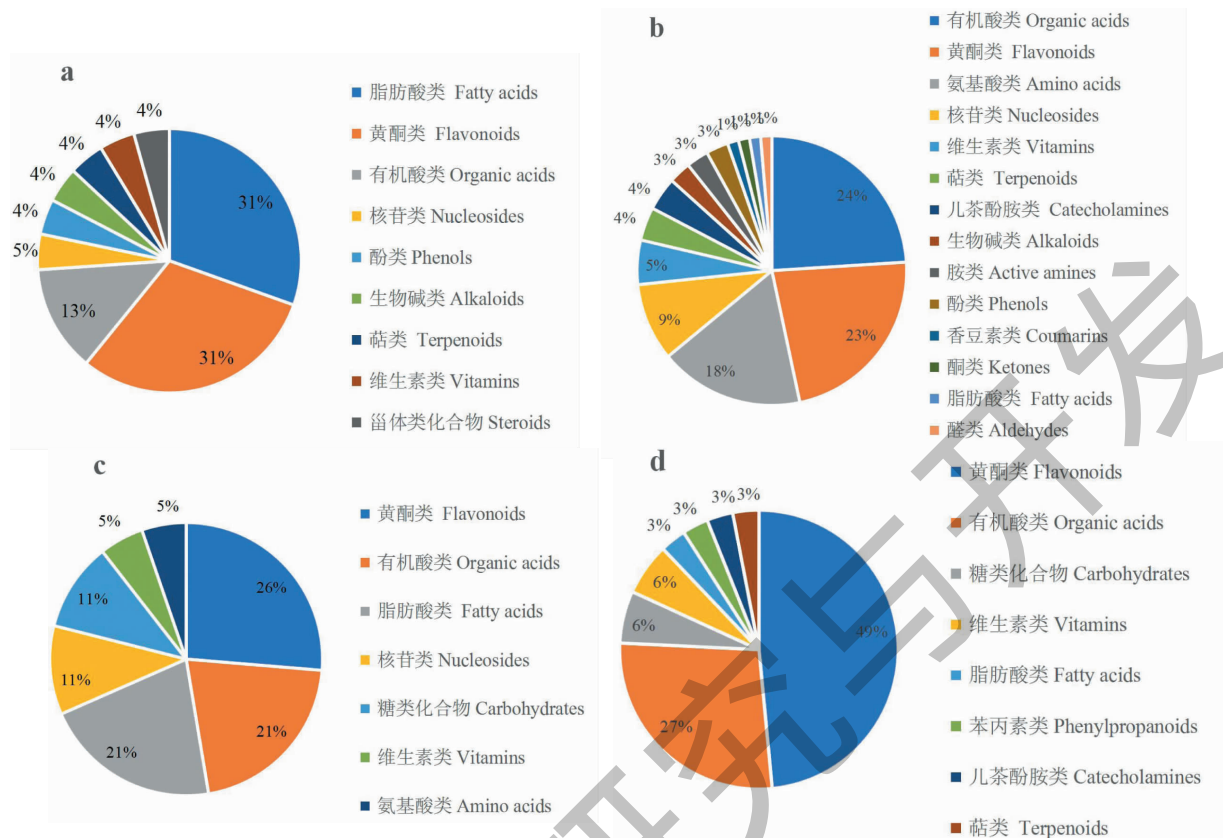 a
31%
31%
13%
5%
4%
4%
4%
4%
4%
脂肪酸类 Fatty acids
黄酮类 Flavonoids
有机酸类 Organic acids
核苷类 Nucleosides
酚类 Phenols
生物碱类 Alkaloids
萜类 Terpenoids
维生素类 Vitamins
甾体类化合物 Steroids
b
24%
23%
18%
9%
5%
4%
4%
3%
3%
3%
1%
1%
1%
1%
有机酸类 Organic acids
黄酮类 Flavonoids
氨基酸类 Amino acids
核苷类 Nucleosides
维生素类 Vitamins
萜类 Terpenoids
儿茶酚胺类 Catecholamines
生物碱类 Alkaloids
胺类 Active amines
酚类 Phenols
香豆素类 Coumarins
酮类 Ketones
脂肪酸类 Fatty acids
醛类 Aldehydes
c
26%
21%
21%
11%
11%
5%
5%
黄酮类 Flavonoids
有机酸类 Organic acids
脂肪酸类 Fatty acids
核苷类 Nucleosides
糖类化合物 Carbohydrates
维生素类 Vitamins
氨基酸类 Amino acids
d
49%
27%
6%
6%
3%
3%
3%
3%
黄酮类 Flavonoids
有机酸类 Organic acids
糖类化合物 Carbohydrates
维生素类 Vitamins
脂肪酸类 Fatty acids
苯丙素类 Phenylpropanoids
儿茶酚胺类 Catecholamines
萜类 Terpenoids
究与开发